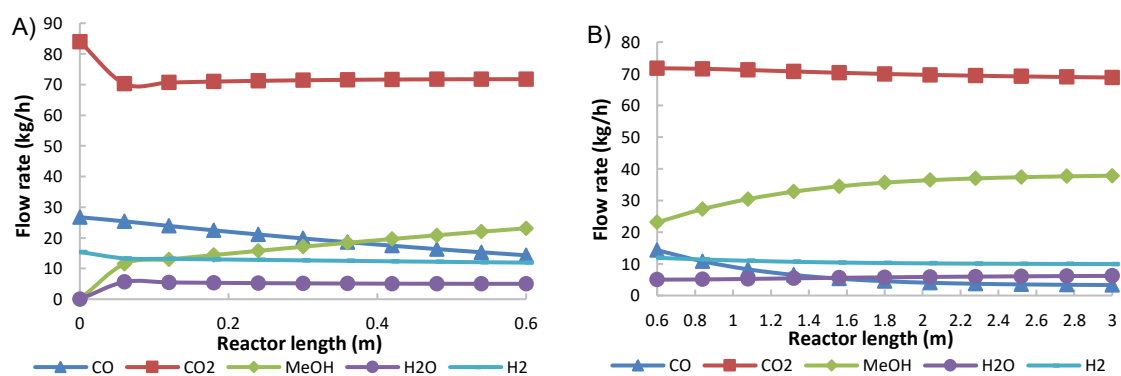 A)
Flow rate (kg/h)
90
80
70
60
50
40
30
20
10
0
0 0.2 0.4 0.6
Reactor length (m)
CO CO2 MeOH H2O H2
B)
Flow rate (kg/h)
80
70
60
50
40
30
20
10
0
0.6 0.8 1 1.2 1.4 1.6 1.8 2 2.2 2.4 2.6 2.8 3
Reactor length (m)
CO CO2 MeOH H2O H2